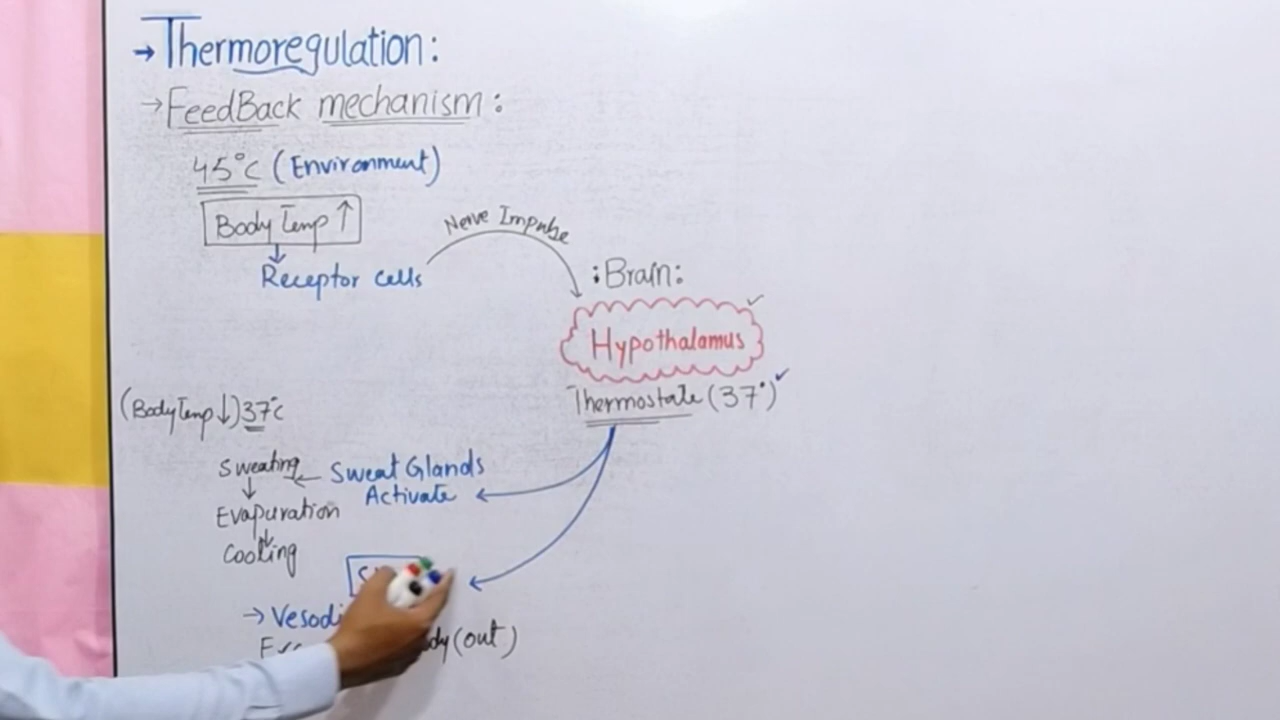 → Thermoregulation:
→ FeedBack mechanism:
45°C (Environment)
Body Temp ↑
Receptor cells
Nerve Impulse
:Brain:
Hypothalamus
Thermostate (37°)
(Body Temp ↓) 37°C
Sweating ← Sweat Glands
Activate
Evapuration
Cooling
→ Vesodi
(out)